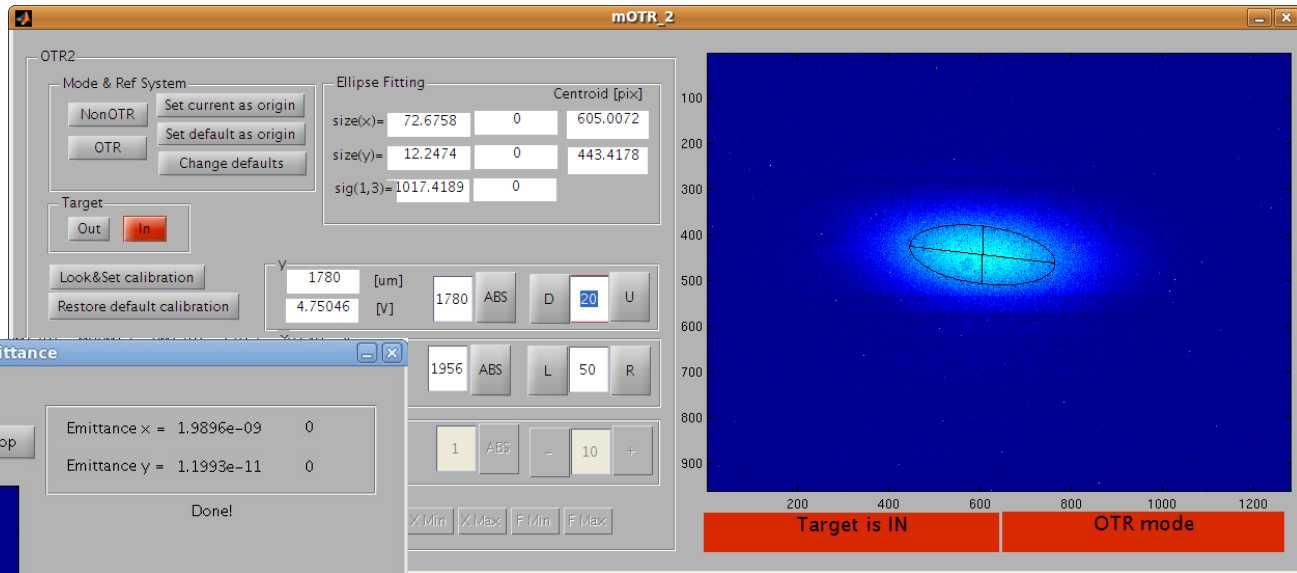 mOTR_2
OTR2
Mode & Ref System
NonOTR
Set current as origin
OTR
Set default as origin
Change defaults
Ellipse Fitting
Centroid [pix]
size(x)= 72.6758 0 605.0072
size(y)= 12.2474 0 443.4178
sig(1,3)= 1017.4189 0
Target
Out In
Look&Set calibration
Restore default calibration
y
1780 [um]
4.75046 [V]
1780 ABS D 20 U
1956 ABS L 50 R
1 ABS - 10 +
X Min X Max F Min F Max
ittance
op
Emittance x = 1.9896e-09 0
Emittance y = 1.1993e-11 0
Done!
100
200
300
400
500
600
700
800
900
200 400 600 800 1000 1200
Target is IN OTR mode